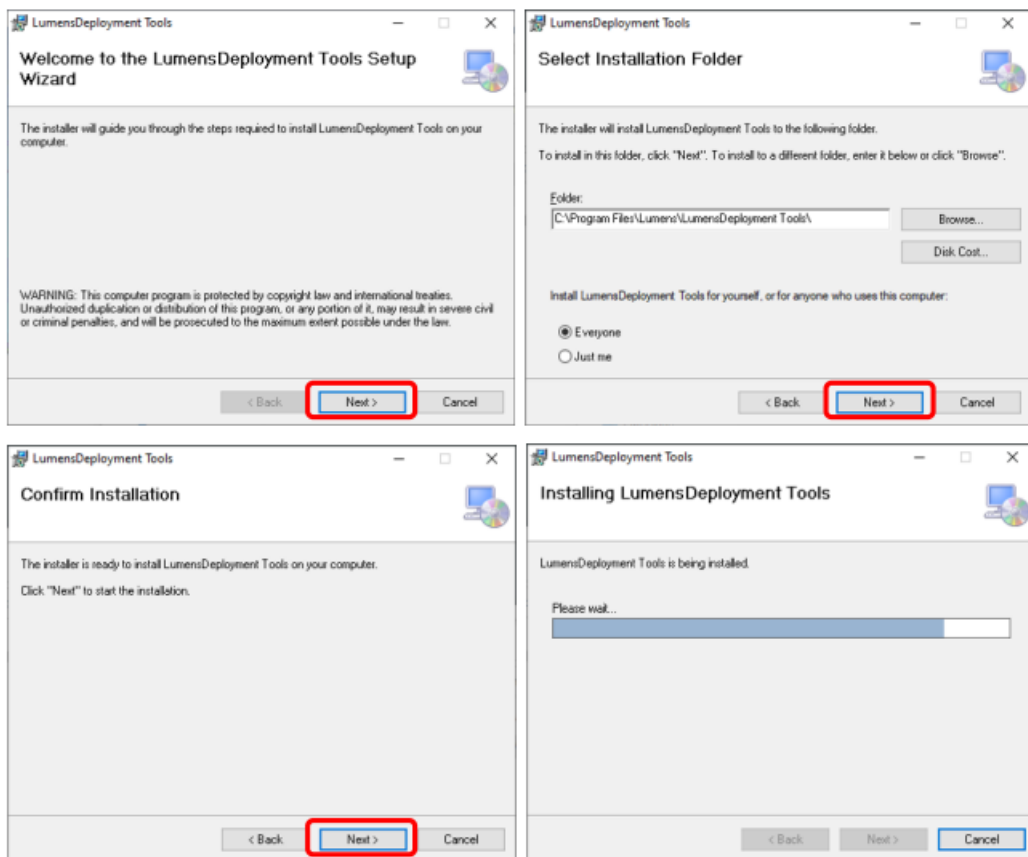 LumensDeployment Tools
Welcome to the LumensDeployment Tools Setup
Wizard
The installer will guide you through the steps required to install LumensDeployment Tools on your
computer.
WARNING: This computer program is protected by copyright law and international treaties.
Unauthorized duplication or distribution of this program, or any portion of it, may result in severe civil
or criminal penalties, and will be prosecuted to the maximum extent possible under the law.
< Back
Next >
Cancel
LumensDeployment Tools
Select Installation Folder
The installer will install LumensDeployment Tools to the following folder.
To install in this folder, click "Next". To install to a different folder, enter it below or click "Browse".
Folder:
C:\Program Files\Lumens\LumensDeployment Tools\
Browse...
Disk Cost...
Install LumensDeployment Tools for yourself, or for anyone who uses this computer:
Everyone
Just me
< Back
Next >
Cancel
LumensDeployment Tools
Confirm Installation
The installer is ready to install LumensDeployment Tools on your computer.
Click "Next" to start the installation.
< Back
Next >
Cancel
LumensDeployment Tools
Installing LumensDeployment Tools
LumensDeployment Tools is being installed.
Please wait...
< Back
Next >
Cancel